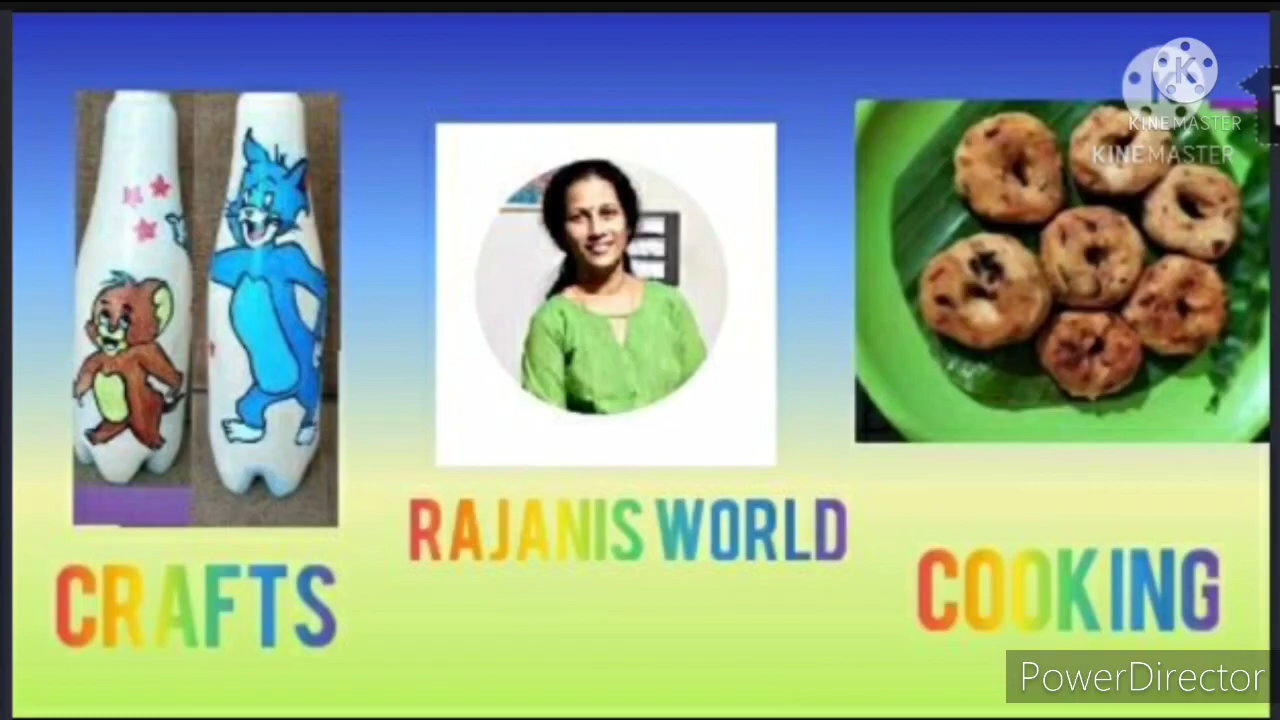 K
K
KINEMASTER
KINEMASTER
RAJANIS WORLD
CRAFTS
COOKING
PowerDirector